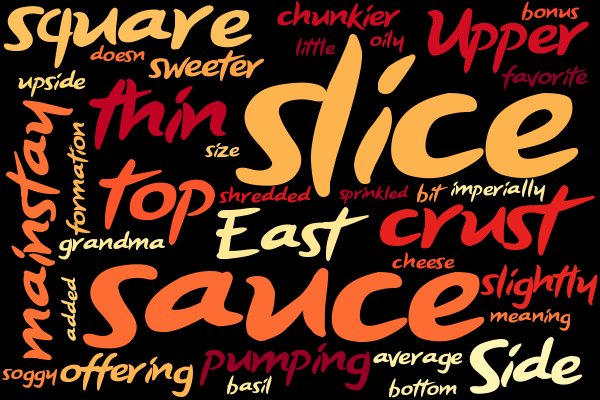 square
doesn
sweeter
chunkier
little
oily
Upper
bonus
favorite
upside
thin
size
slice
mainstay
formation
top
shredded
sprinkled
bit
imperially
grandma
East
crust
cheese
added
sauce
slightly
meaning
soggy
offering
pumping
basil
average
bottom
Side